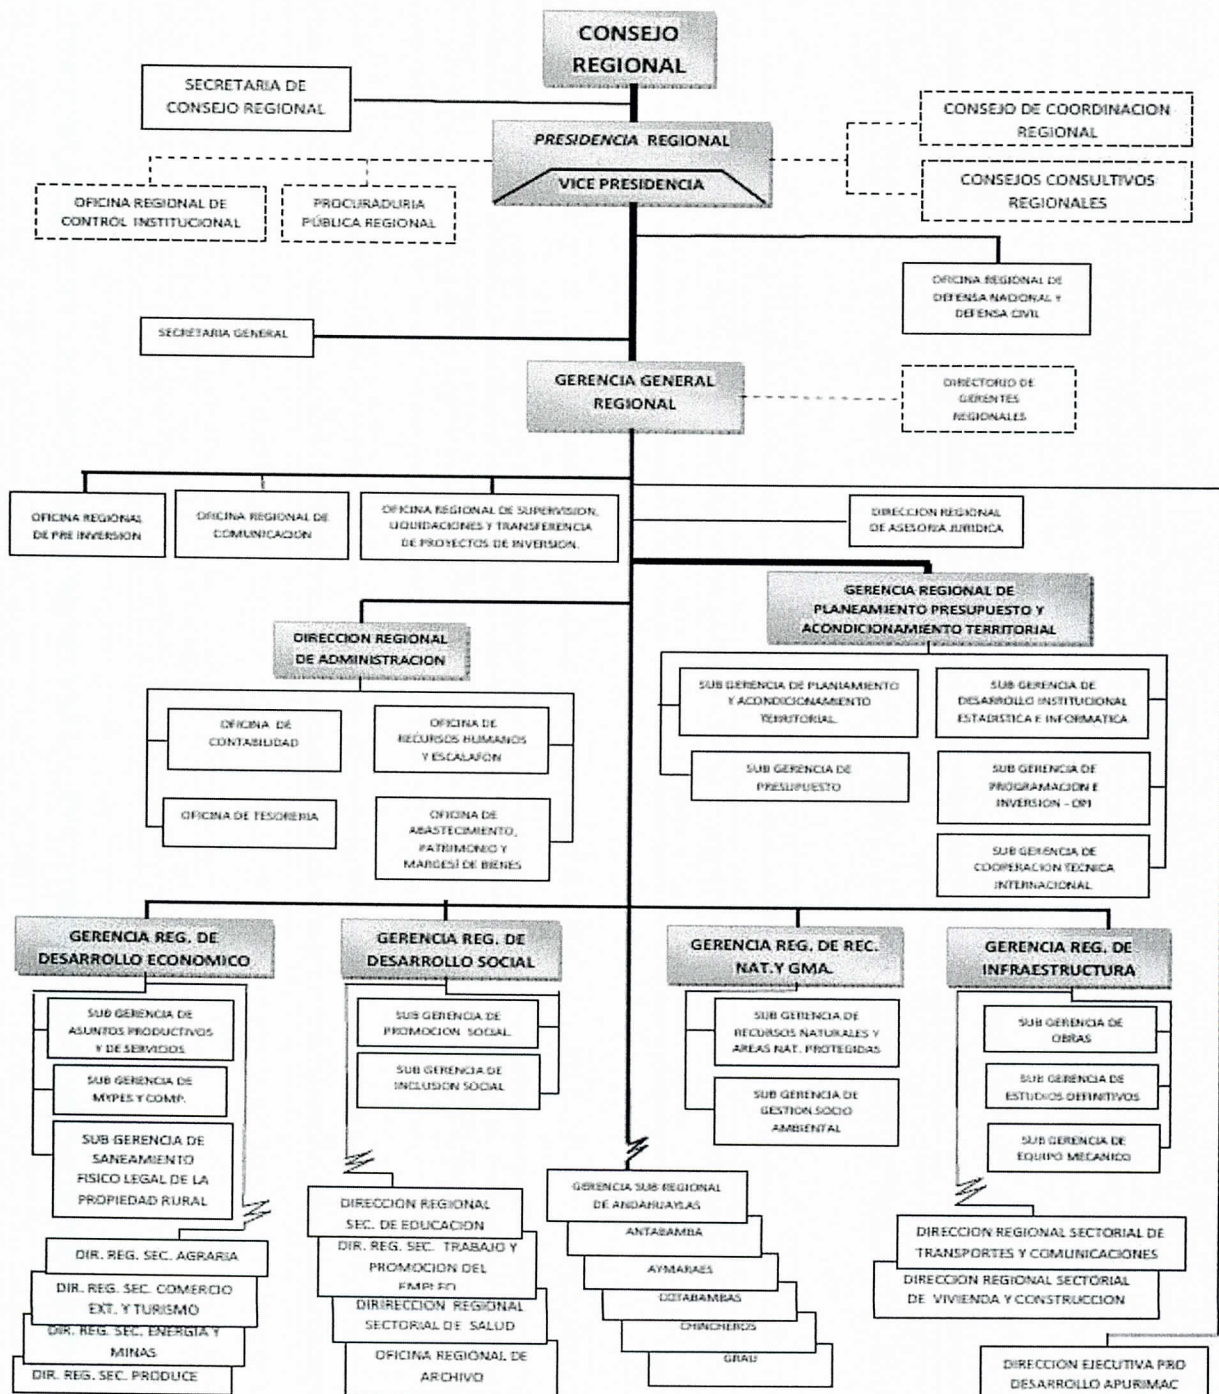 CONSEJO
REGIONAL
SECRETARIA DE
CONSEJO REGIONAL
CONSEJO DE COORDINACION
REGIONAL
PRESIDENCIA REGIONAL
VICE PRESIDENCIA
CONSEJOS CONSULTIVOS
REGIONALES
OFICINA REGIONAL DE
CONTROL INSTITUCIONAL
PROCURADURIA
PÚBLICA REGIONAL
OFICINA REGIONAL DE
DEFENSA NACIONAL Y
DEFENSA CIVIL
SECRETARIA GENERAL
GERENCIA GENERAL
REGIONAL
DIRECTORIO DE
GERENTES
REGIONALES
OFICINA REGIONAL
DE PRE INVERSION
OFICINA REGIONAL DE
COMUNICACIÓN
OFICINA REGIONAL DE SUPERVISION,
LIQUIDACIONES Y TRANSFERENCIA
DE PROYECTOS DE INVERSION.
DIRECCION REGIONAL
DE ASESORIA JURIDICA
GERENCIA REGIONAL DE
PLANEAMIENTO PRESUPUESTO Y
ACONDICIONAMIENTO TERRITORIAL
DIRECCION REGIONAL
DE ADMINISTRACION
SUB GERENCIA DE PLANIAMIENTO
Y ACONDICIONAMIENTO
TERRITORIAL.
SUB GERENCIA DE
DESARROLLO INSTITUCIONAL
ESTADISTICA E INFORMATICA
OFICINA DE
CONTABILIDAD
OFICINA DE
RECURSOS HUMANOS
Y ESCALAFON
SUB GERENCIA DE
PRESUPUESTO
SUB GERENCIA DE
PROGRAMACION E
INVERSION - OPI
OFICINA DE TESORERIA
OFICINA DE
ABASTECIMIENTO,
PATRIMONIO Y
MARGESÍ DE BIENES
SUB GERENCIA DE
COOPERACION TECNICA
INTERNACIONAL
GERENCIA REG. DE
DESARROLLO ECONOMICO
GERENCIA REG. DE
DESARROLLO SOCIAL
GERENCIA REG. DE REC.
NAT.Y GMA.
GERENCIA REG. DE
INFRAESTRUCTURA
SUB GERENCIA DE
ASUNTOS PRODUCTIVOS
Y DE SERVICIOS
SUB GERENCIA DE
MYPES Y COMP.
SUB GERENCIA DE
SANEAMIENTO
FISICO LEGAL DE LA
PROPIEDAD RURAL
SUB GERENCIA DE
PROMOCION SOCIAL
SUB GERENCIA DE
INCLUSION SOCIAL
SUB GERENCIA DE
RECURSOS NATURALES Y
AREAS NAT. PROTEGIDAS
SUB GERENCIA DE
GESTION SOCIO
AMBIENTAL
SUB GERENCIA DE
OBRAS
SUB GERENCIA DE
ESTUDIOS DEFINITIVOS
SUB GERENCIA DE
EQUIPO MECANICO
DIR. REG. SEC. AGRARIA
DIR. REG. SEC. COMERCIO
EXT. Y TURISMO
DIR. REG. SEC. ENERGIA Y
MINAS
DIR. REG. SEC. PRODUCE
DIRECCION REGIONAL
SEC. DE EDUCACION
DIR. REG. SEC. TRABAJO Y
PROMOCION DEL
EMPLEO
DIRIRECCION REGIONAL
SECTORIAL DE SALUD
OFICINA REGIONAL DE
ARCHIVO
GERENCIA SUB REGIONAL
DE ANDAHUAYLAS
ANTABAMBA
AYMARAES
COTABAMBAS
CHINCHEROS
GRAU
DIRECCION REGIONAL SECTORIAL DE
TRANSPORTES Y COMUNICACIONES
DIRECCION REGIONAL SECTORIAL
DE VIVIENDA Y CONSTRUCCION
DIRECCION EJECUTIVA PRO
DESARROLLO APURIMAC